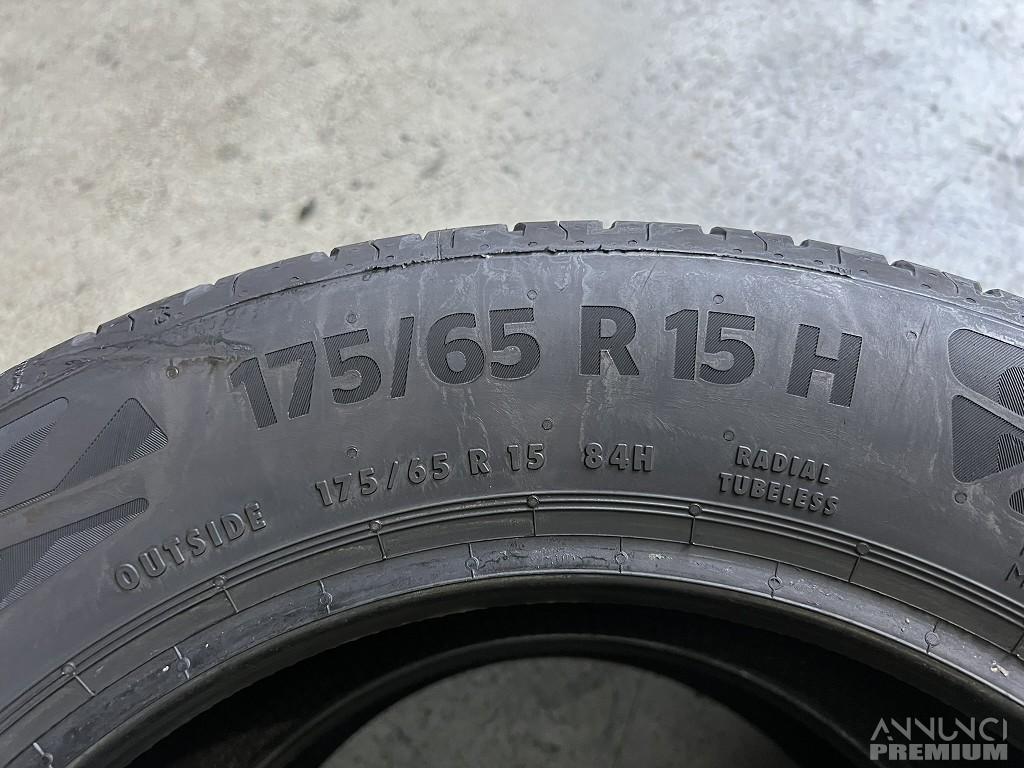 175/65 R 15 H
175/65 R 15 84H
RADIAL
TUBELESS
OUTSIDE
ANNUNCI
PREMIUM